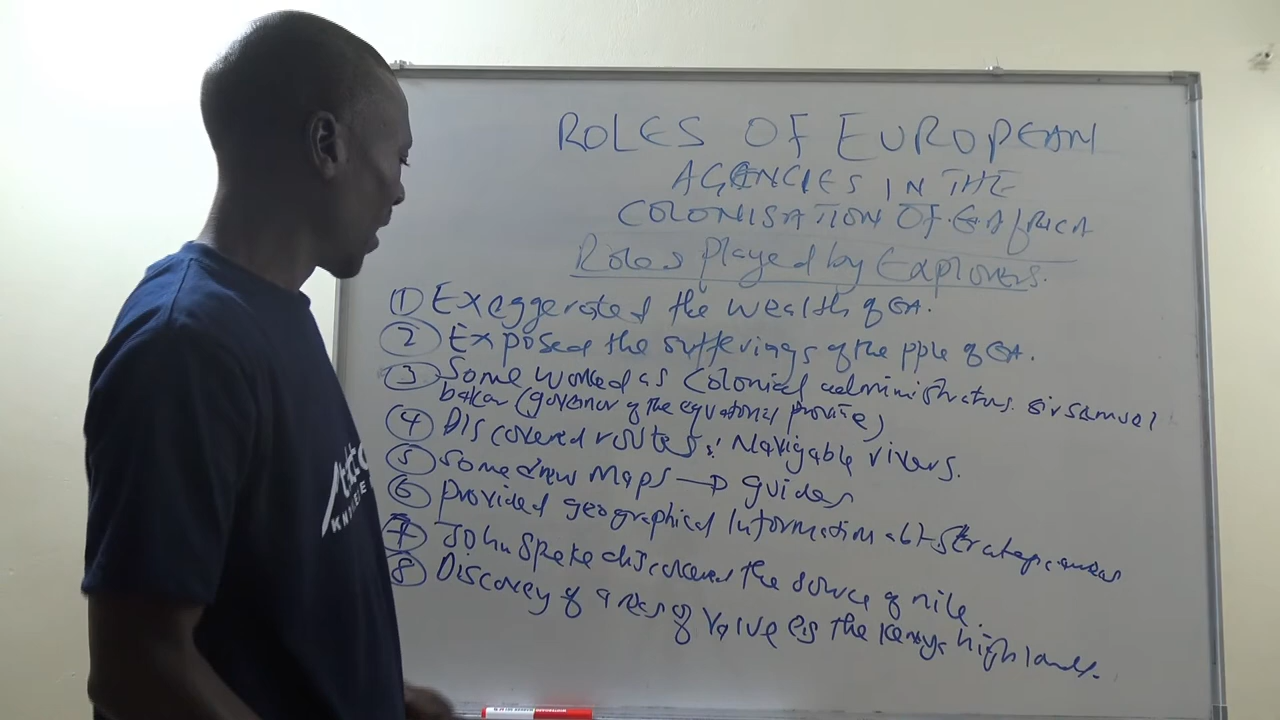 ROLES OF EUROPEAN
AGENCIES IN THE
COLONISATION OF E.AfRICA
Roles played by Explorers.
① Exaggerated the wealth of EA.
② Exposed the sufferings of the pple of EA.
③ Some worked as colonial administrators. Sir Samuel
baker (governor of the equatorial province)
④ Discovered routes: Navigable rivers.
⑤ Some drew maps → guides
⑥ Provided geographical information abt strategic areas
⑦ John Speke discovered the source of nile.
⑧ Discovery of areas of value eg the kenya highlands.